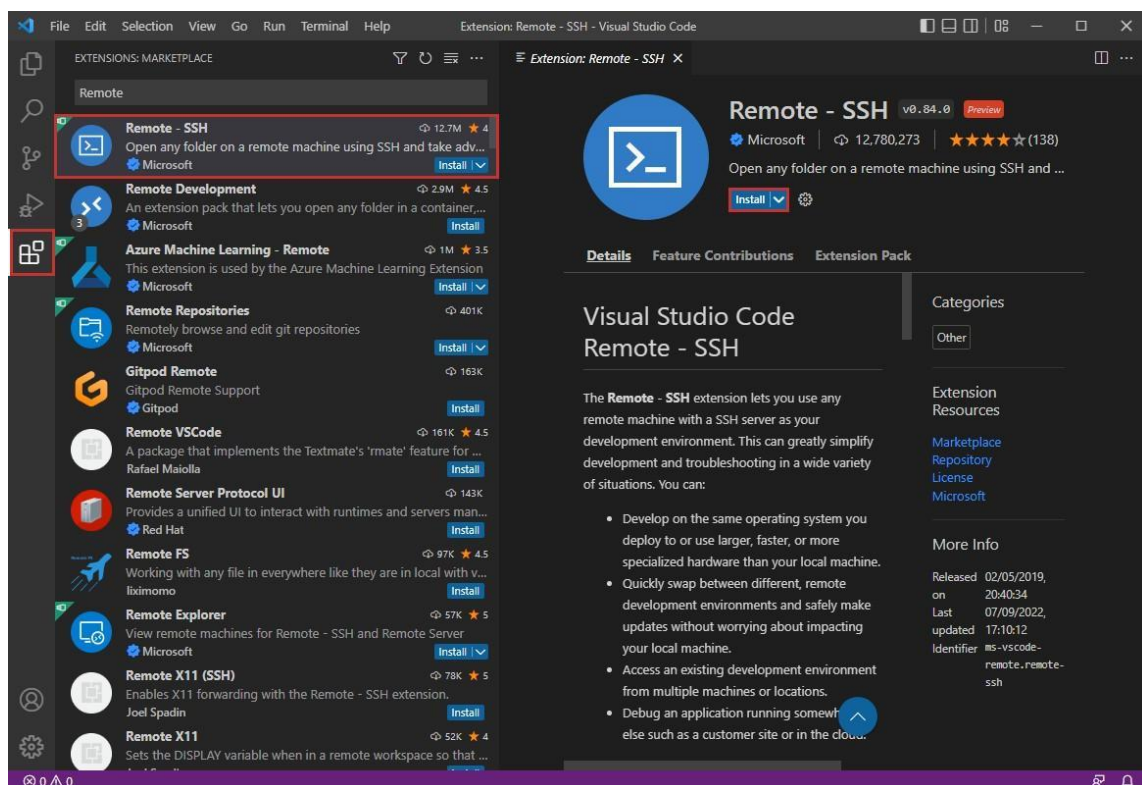 File Edit Selection View Go Run Terminal Help Extension: Remote - SSH - Visual Studio Code
EXTENSIONS: MARKETPLACE
Remote
Remote - SSH 12.7M ★ 4
Open any folder on a remote machine using SSH and take adv...
Microsoft Install
Remote Development 2.9M ★ 4.5
An extension pack that lets you open any folder in a container,...
3 Microsoft Install
Azure Machine Learning - Remote 1M ★ 3.5
This extension is used by the Azure Machine Learning Extension
Microsoft Install
Remote Repositories 401K
Remotely browse and edit git repositories
Microsoft Install
Gitpod Remote 163K
Gitpod Remote Support
Gitpod Install
Remote VSCode 161K ★ 4.5
A package that implements the Textmate's 'rmate' feature for ...
Rafael Maiolla Install
Remote Server Protocol UI 143K
Provides a unified UI to interact with runtimes and servers man...
Red Hat Install
Remote FS 97K ★ 4.5
Working with any file in everywhere like they are in local with v...
liximomo Install
Remote Explorer 57K ★ 5
View remote machines for Remote - SSH and Remote Server
Microsoft Install
Remote X11 (SSH) 78K ★ 5
Enables X11 forwarding with the Remote - SSH extension.
Joel Spadin Install
Remote X11 52K ★ 4
Sets the DISPLAY variable when in a remote workspace so that ...
Extension: Remote - SSH
Remote - SSH v0.84.0 Preview
Microsoft 12,780,273 ★★★★☆(138)
Open any folder on a remote machine using SSH and ...
Install
Details Feature Contributions Extension Pack
Visual Studio Code
Remote - SSH
The Remote - SSH extension lets you use any
remote machine with a SSH server as your
development environment. This can greatly simplify
development and troubleshooting in a wide variety
of situations. You can:
• Develop on the same operating system you
deploy to or use larger, faster, or more
specialized hardware than your local machine.
• Quickly swap between different, remote
development environments and safely make
updates without worrying about impacting
your local machine.
• Access an existing development environment
from multiple machines or locations.
• Debug an application running
else such as a customer site or in the cloud.
Categories
Other
Extension
Resources
Marketplace
Repository
License
Microsoft
More Info
Released 02/05/2019,
on 20:40:34
Last 07/09/2022,
updated 17:10:12
Identifier ms-vscode-
remote.remote-
ssh
0 0